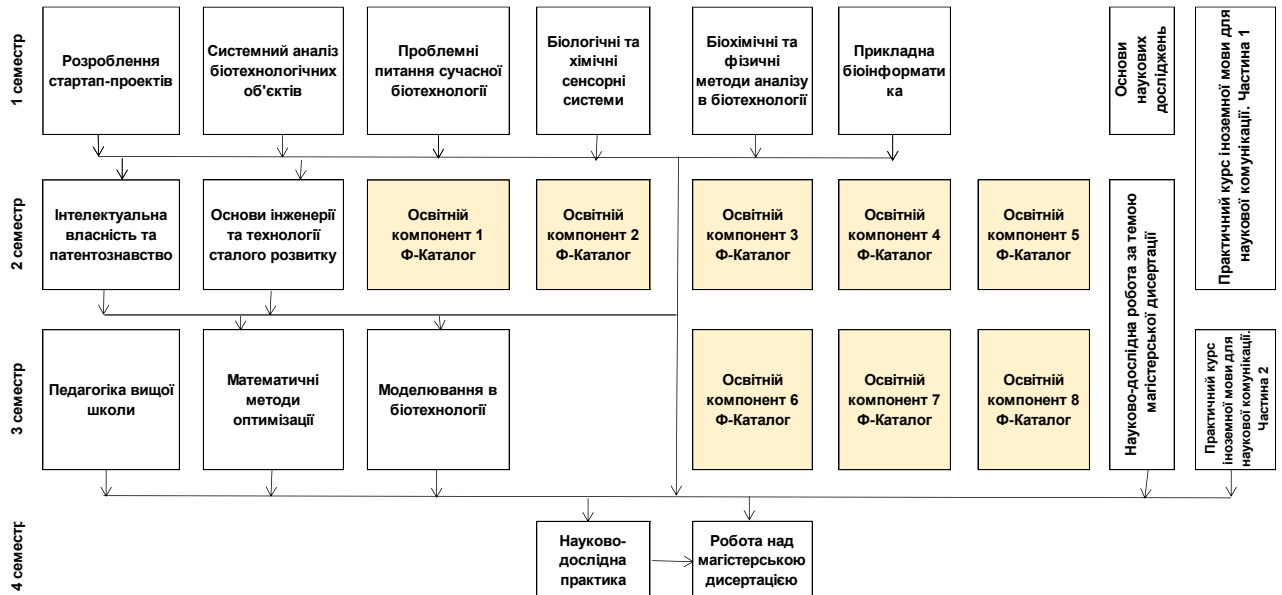 1 семестр
Розроблення
стартап-проектів
Системний аналіз
біотехнологічних
об'єктів
Проблемні
питання сучасної
біотехнології
Біологічні та
хімічні
сенсорні
системи
Біохімічні та
фізичні
методи аналізу
в біотехнології
Прикладна
біоінформати
ка
Основи
наукових
досліджень
Практичний курс іноземної мови для
наукової комунікації. Частина 1
2 семестр
Інтелектуальна
власність та
патентознавство
Основи інженерії
та технології
сталого розвитку
Освітній
компонент 1
Ф-Каталог
Освітній
компонент 2
Ф-Каталог
Освітній
компонент 3
Ф-Каталог
Освітній
компонент 4
Ф-Каталог
Освітній
компонент 5
Ф-Каталог
Науково-дослідна робота за темою
магістерської дисертації
3 семестр
Педагогіка вищої
школи
Математичні
методи
оптимізації
Моделювання в
біотехнології
Освітній
компонент 6
Ф-Каталог
Освітній
компонент 7
Ф-Каталог
Освітній
компонент 8
Ф-Каталог
Практичний курс
іноземної мови для
наукової комунікації.
Частина 2
4 семестр
Науково-
дослідна
практика
Робота над
магістерською
дисертацією